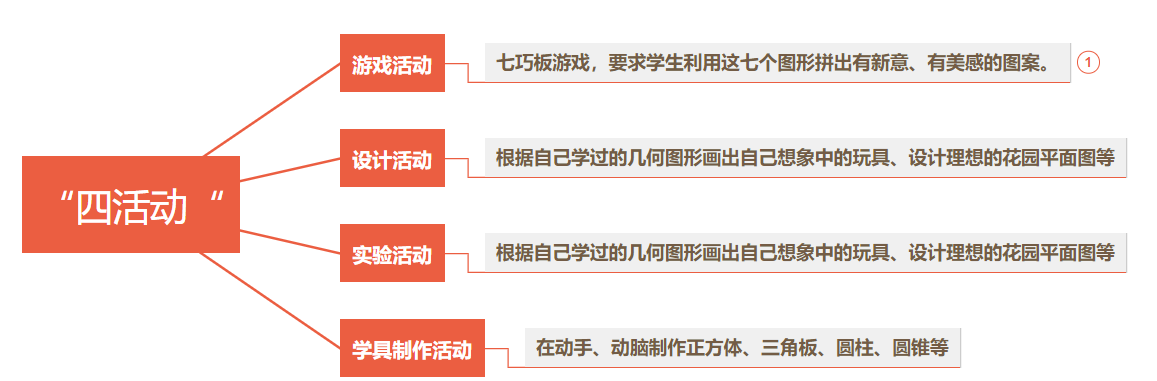 “四活动“
游戏活动
七巧板游戏，要求学生利用这七个图形拼出有新意、有美感的图案。
1
设计活动
根据自己学过的几何图形画出自己想象中的玩具、设计理想的花园平面图等
实验活动
根据自己学过的几何图形画出自己想象中的玩具、设计理想的花园平面图等
学具制作活动
在动手、动脑制作正方体、三角板、圆柱、圆锥等